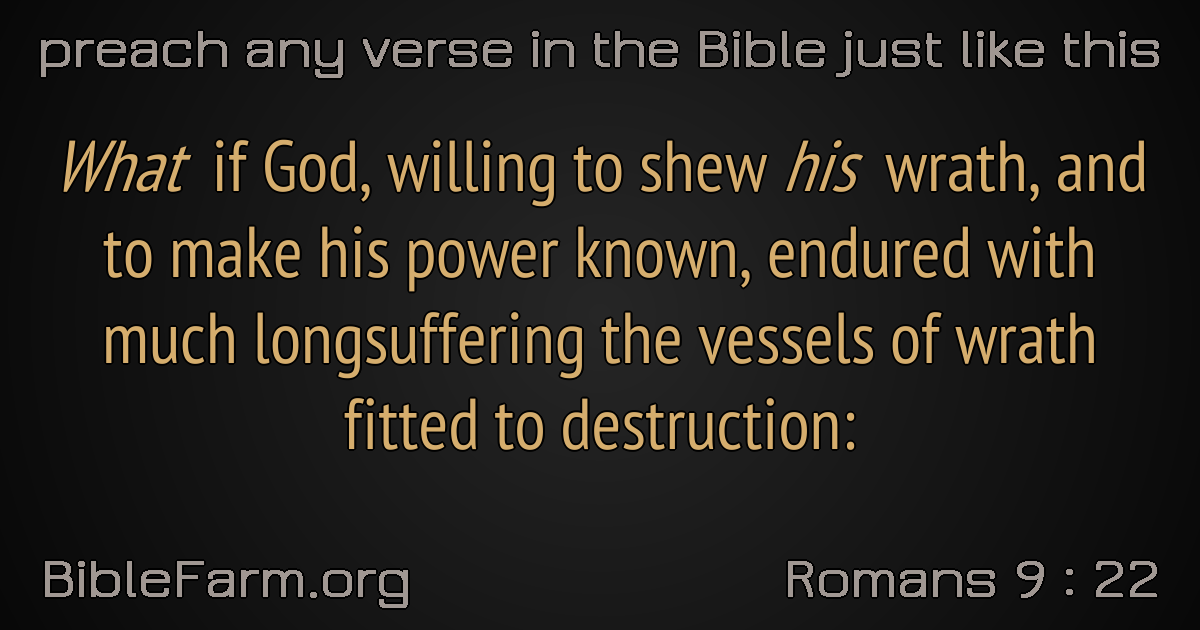 preach any verse in the Bible just like this
What if God, willing to shew his wrath, and
to make his power known, endured with
much longsuffering the vessels of wrath
fitted to destruction:
BibleFarm.org
Romans 9 : 22